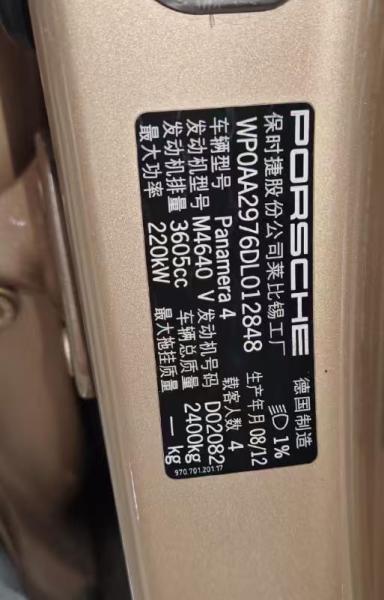 PORSCHE 德国制造
保时捷股份公司莱比锡工厂 1%
WP0AA2976DL012848 生产年月 08/12
车辆型号 Panamera 4 载客人数 4
发动机型号 M4640 V 发动机号码 D02082
发动机排量 3605cc 车辆总质量 2400kg
最大功率 220kW 最大拖挂质量 — kg
970.701.201.17